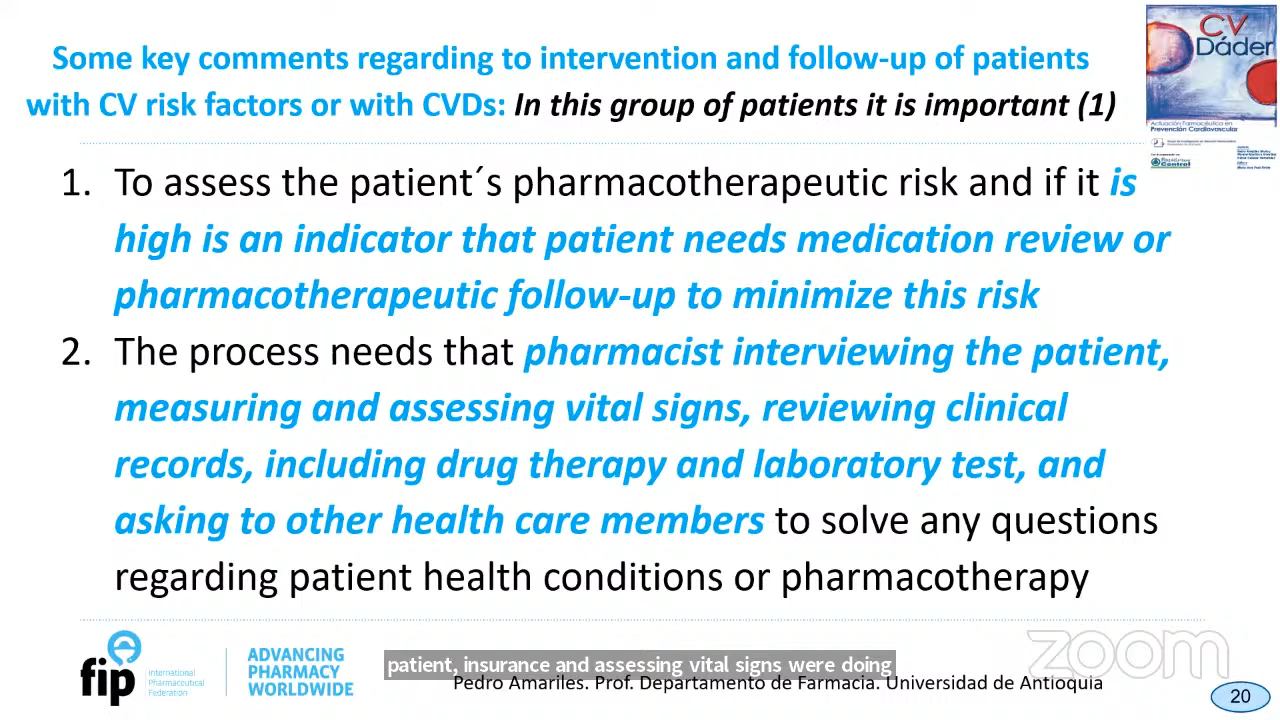 Some key comments regarding to intervention and follow-up of patients
with CV risk factors or with CVDs: In this group of patients it is important (1)
CV
Dáder
Actuación Farmacéutica en
Prevención Cardiovascular
1. To assess the patient´s pharmacotherapeutic risk and if it is
high is an indicator that patient needs medication review or
pharmacotherapeutic follow-up to minimize this risk
2. The process needs that pharmacist interviewing the patient,
measuring and assessing vital signs, reviewing clinical
records, including drug therapy and laboratory test, and
asking to other health care members to solve any questions
regarding patient health conditions or pharmacotherapy
fip
International
Pharmaceutical
Federation
ADVANCING
PHARMACY
WORLDWIDE
patient, insurance and assessing vital signs were doing
Pedro Amariles. Prof. Departamento de Farmacia. Universidad de Antioquia
zoom
20